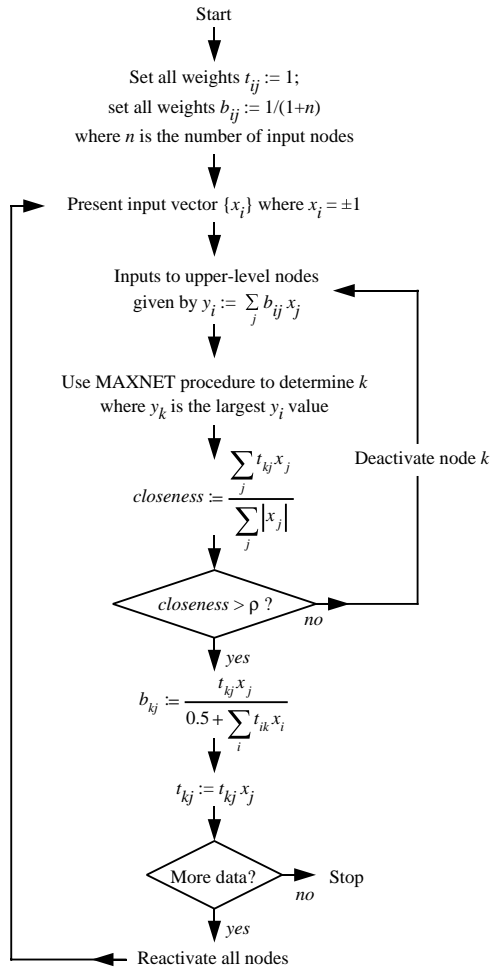 Start
Set all weights t_ij := 1;
set all weights b_ij := 1/(1+n)
where n is the number of input nodes
Present input vector {x_i} where x_i = ±1
Inputs to upper-level nodes
given by y_i := ∑_j b_ij x_j
Use MAXNET procedure to determine k
where y_k is the largest y_i value
closeness := ∑_j t_kj x_j / ∑_j |x_j|
Deactivate node k
closeness > ρ ?
no
yes
b_kj := t_kj x_j / 0.5 + ∑_i t_ik x_i
t_kj := t_kj x_j
More data?
no
Stop
yes
Reactivate all nodes